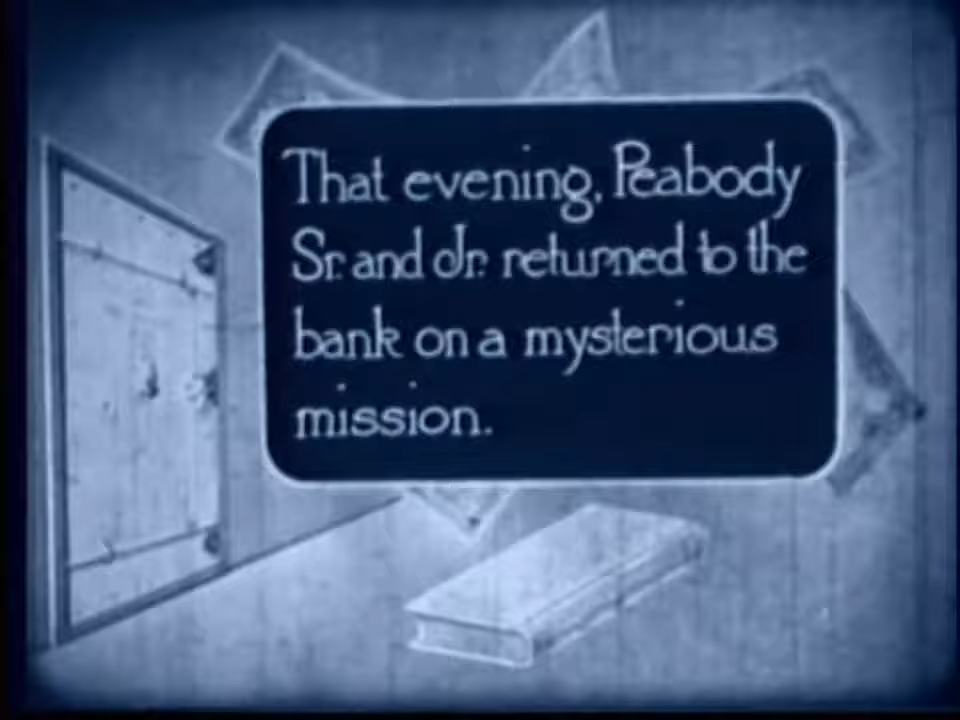 That evening, Peabody
Sr. and Jr. returned to the
bank on a mysterious
mission.